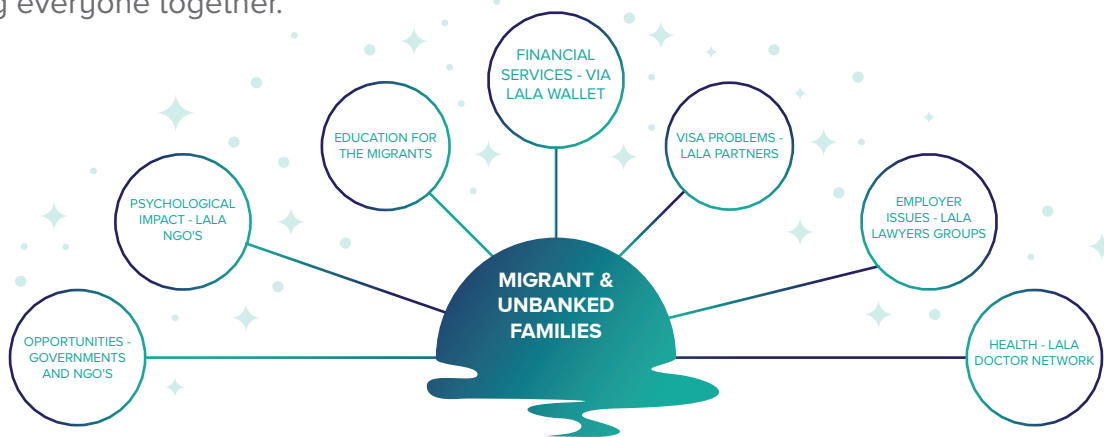 g everyone together.
FINANCIAL
SERVICES - VIA
LALA WALLET
EDUCATION FOR
THE MIGRANTS
VISA PROBLEMS -
LALA PARTNERS
PSYCHOLOGICAL
IMPACT - LALA
NGO'S
EMPLOYER
ISSUES - LALA
LAWYERS GROUPS
MIGRANT &
UNBANKED
FAMILIES
OPPORTUNITIES -
GOVERNMENTS
AND NGO'S
HEALTH - LALA
DOCTOR NETWORK